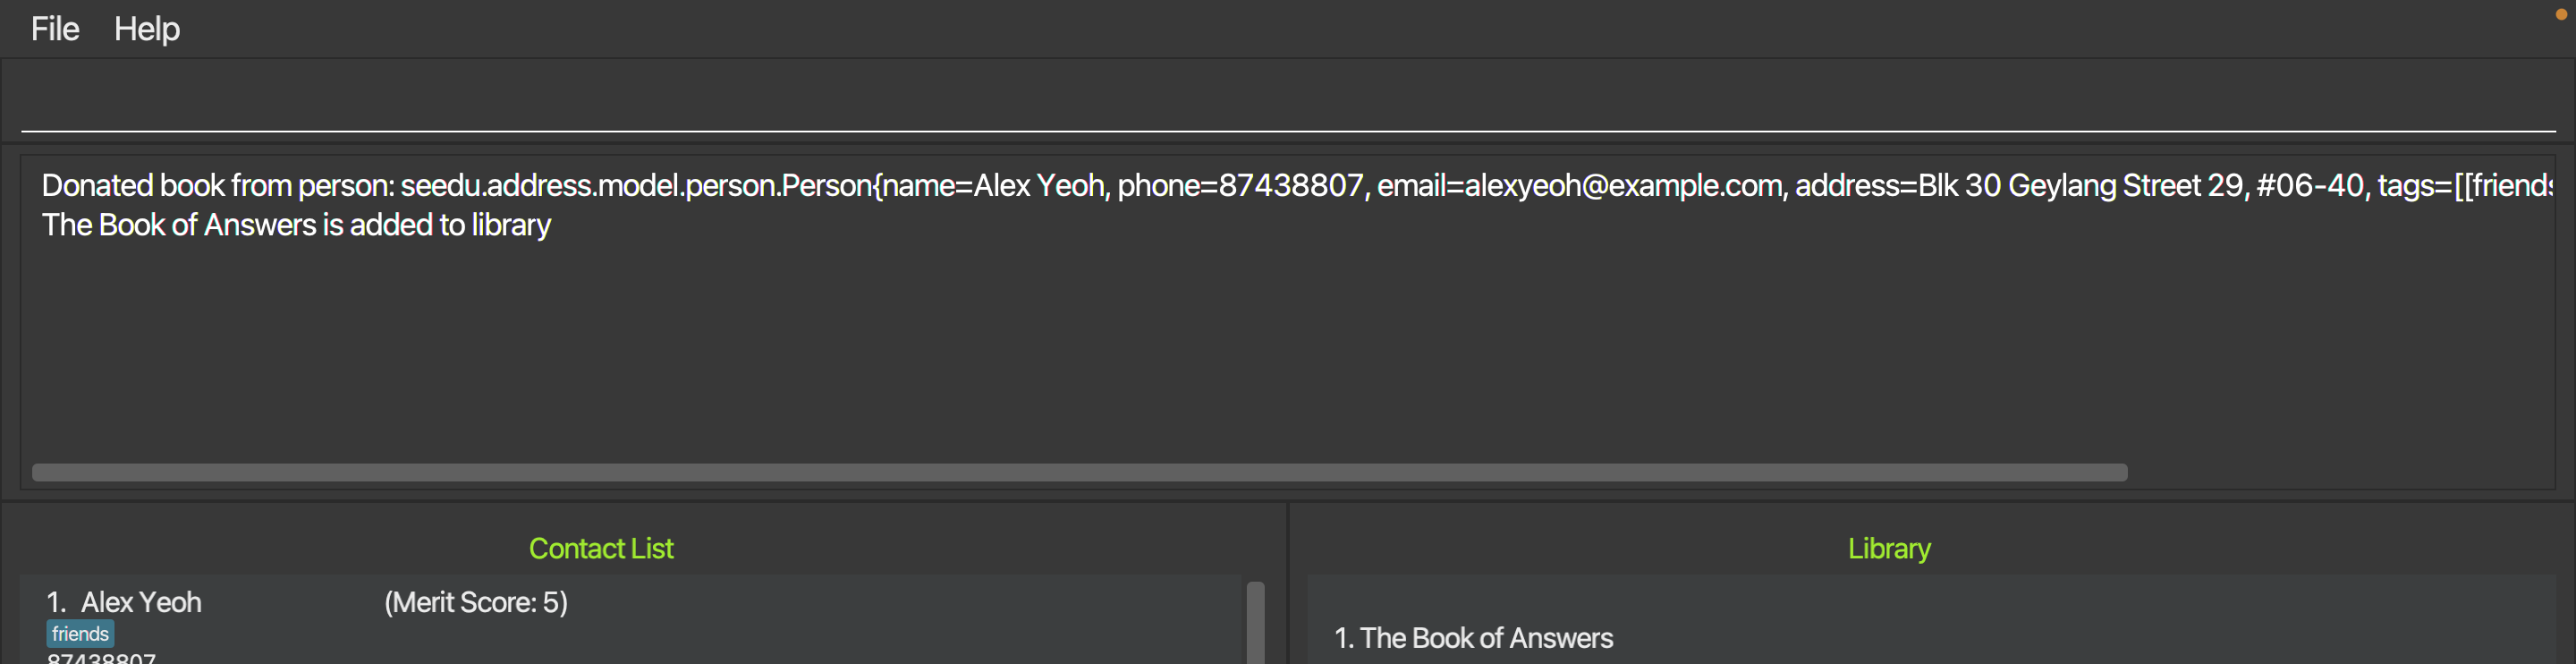 File Help
Donated book from person: seedu.address.model.person.Person{name=Alex Yeoh, phone=87438807, email=alexyeoh@example.com, address=Blk 30 Geylang Street 29, #06-40, tags=[[friends
The Book of Answers is added to library
Contact List
Library
1. Alex Yeoh (Merit Score: 5)
friends
87438807
1. The Book of Answers